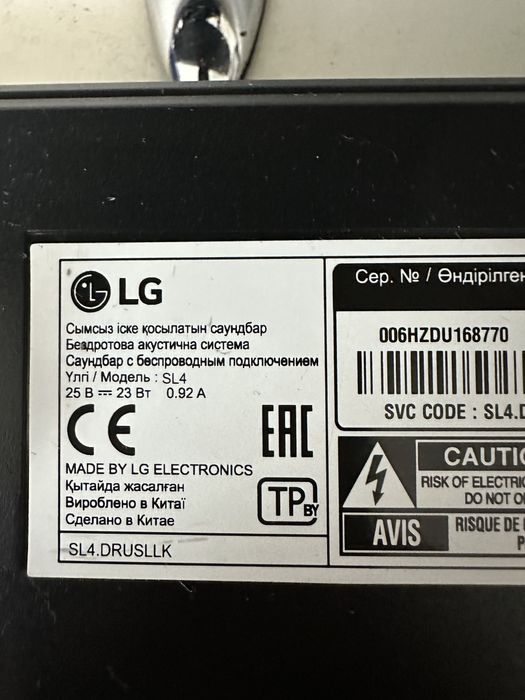 LG
Сымсыз іске қосылатын саундбар
Бездротова акустична система
Саундбар с беспроводным подключением
Үлгі / Модель : SL4
25 В ⎓ 23 Вт 0.92 А
CE
EAC
MADE BY LG ELECTRONICS
Қытайда жасалған
Вироблено в Китаї
Сделано в Китае
TP BY
SL4.DRUSLLK
Сер. № / Өндірілген
006HZDU168770
SVC CODE : SL4.D
CAUTIO
RISK OF ELECTRIC
DO NOT O
AVIS
RISQUE DE